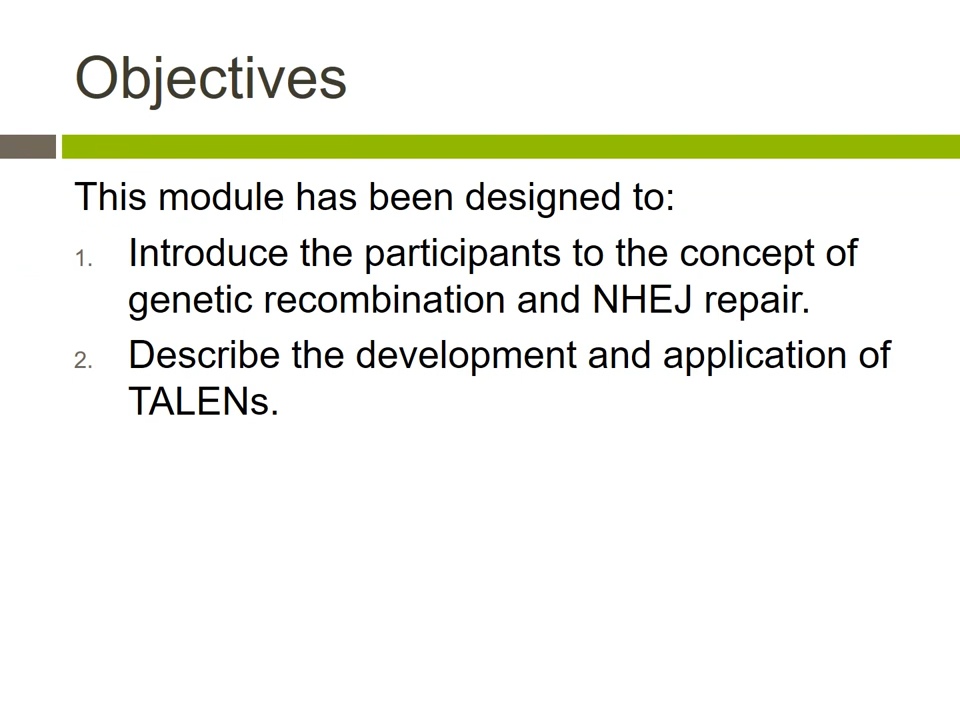 Objectives
This module has been designed to:
1. Introduce the participants to the concept of
genetic recombination and NHEJ repair.
2. Describe the development and application of
TALENs.